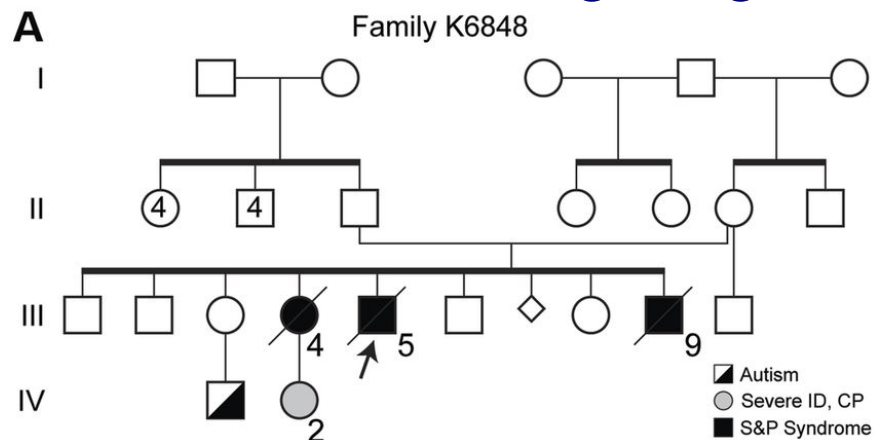 A
Family K6848
I
II
4
4
III
4
5
9
IV
2
Autism
Severe ID, CP
S&P Syndrome